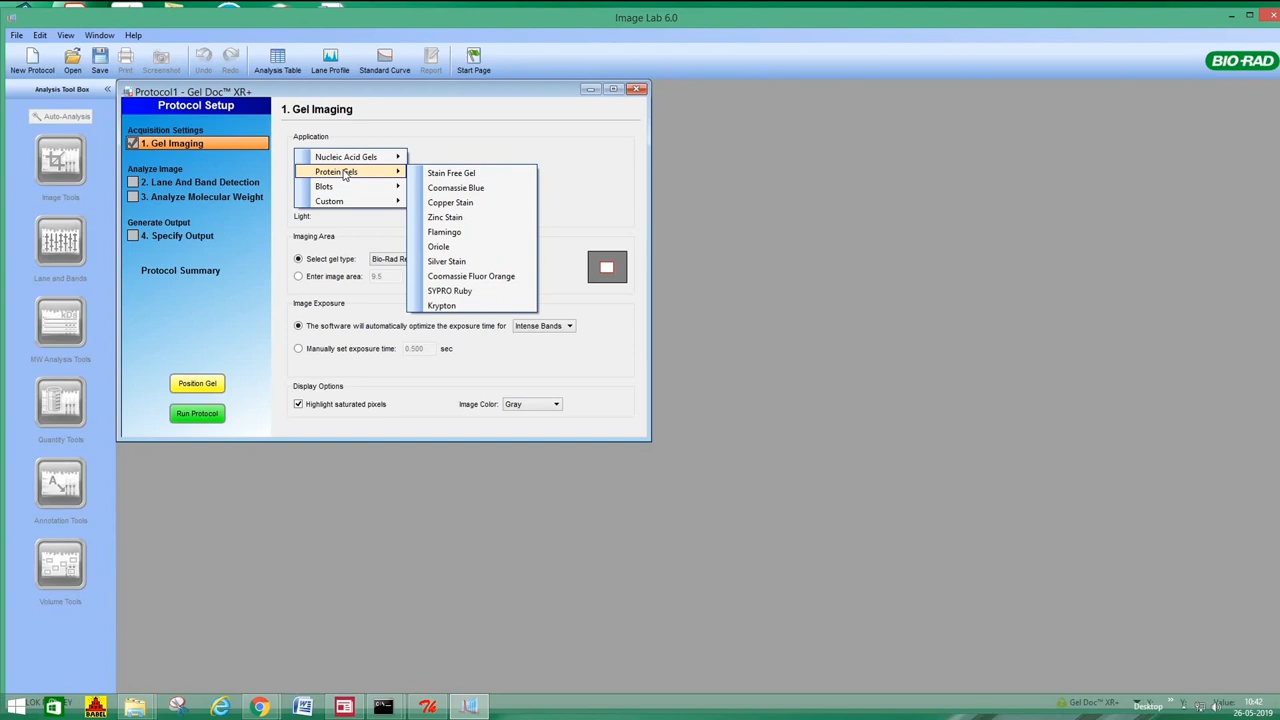 Image Lab 6.0
File Edit View Window Help
New Protocol Open Save Print Screenshot Undo Redo Analysis Table Lane Profile Standard Curve Report Start Page
BIO-RAD
Analysis Tool Box
Auto-Analysis
Image Tools
Lane and Bands
MW Analysis Tools
Quantity Tools
Annotation Tools
Volume Tools
Protocol1 - Gel Doc™ XR+
Protocol Setup
Acquisition Settings
1. Gel Imaging
Analyze Image
2. Lane And Band Detection
3. Analyze Molecular Weight
Generate Output
4. Specify Output
Protocol Summary
Position Gel
Run Protocol
1. Gel Imaging
Application
Nucleic Acid Gels
Protein Gels
Blots
Custom
Stain Free Gel
Coomassie Blue
Copper Stain
Zinc Stain
Flamingo
Oriole
Silver Stain
Coomassie Fluor Orange
SYPRO Ruby
Krypton
Light:
Imaging Area
Select gel type: Bio-Rad
Enter image area: 9.5
Image Exposure
The software will automatically optimize the exposure time for Intense Bands
Manually set exposure time: 0.500 sec
Display Options
Highlight saturated pixels Image Color: Gray
BABEL
Gel Doc™ XR+
Desktop
10:42
26-05-2019